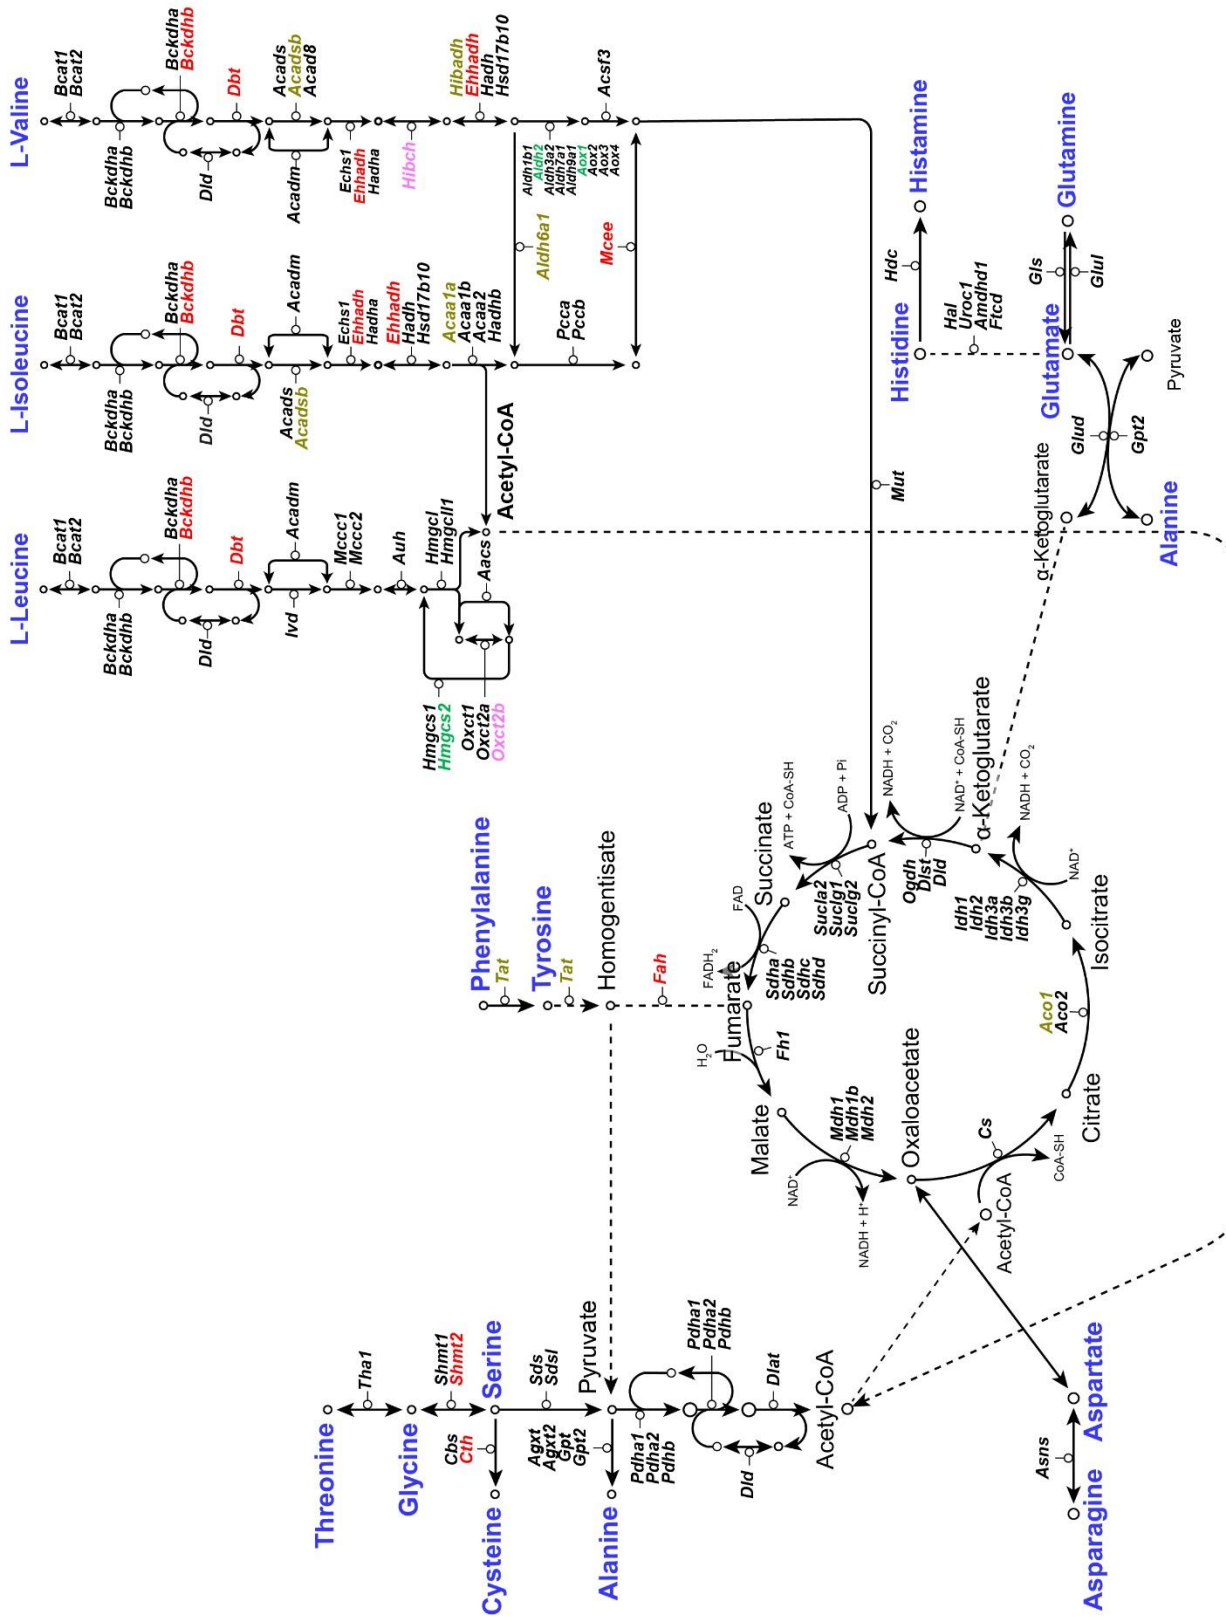 Threonine
Tha1
Glycine
Shmt1
Shmt2
Cysteine
Cbs
Cth
Serine
Sds
Sdsl
Alanine
Agxt
Agxt2
Gpt
Gpt2
Pyruvate
Pdha1
Pdha2
Pdhb
Pdha1
Pdha2
Pdhb
Dld
Dlat
Acetyl-CoA
Phenylalanine
Tat
Tyrosine
Tat
Homogentisate
Fah
L-Leucine
Bcat1
Bcat2
Bckdha
Bckdhb
Bckdha
Bckdhb
Dld
Dbt
Ivd
Acadm
Mccc1
Mccc2
Auh
Hmgcl
Hmgcll1
Hmgcs1
Hmgcs2
Oxct1
Oxct2a
Oxct2b
Aacs
Acetyl-CoA
L-Isoleucine
Bcat1
Bcat2
Bckdha
Bckdhb
Bckdha
Bckdhb
Dld
Dbt
Acads
Acadsb
Acadm
Echs1
Ehhadh
Hadha
Ehhadh
Hadh
Hsd17b10
Acaa1a
Acaa1b
Acaa2
Hadhb
Pcca
Pccb
L-Valine
Bcat1
Bcat2
Bckdha
Bckdhb
Bckdha
Bckdhb
Dld
Dbt
Acadm
Acads
Acadsb
Acad8
Echs1
Ehhadh
Hadha
Hibch
Hibadh
Ehhadh
Hadh
Hsd17b10
Aldh6a1
Aldh1b1
Aldh2
Aldh3a2
Aldh7a1
Aldh9a1
Aox1
Aox2
Aox3
Aox4
Acsf3
Mcee
Mut
Fumarate
H₂O
Fh1
Malate
NAD⁺
NADH + H⁺
Mdh1
Mdh1b
Mdh2
Oxaloacetate
Acetyl-CoA
CoA-SH
Cs
Citrate
Aco1
Aco2
Isocitrate
NAD⁺
NADH + CO₂
Idh1
Idh2
Idh3a
Idh3b
Idh3g
α-Ketoglutarate
NAD⁺ + CoA-SH
NADH + CO₂
Ogdh
Dlst
Dld
Succinyl-CoA
ADP + Pi
ATP + CoA-SH
Sucla2
Suclg1
Suclg2
Succinate
FAD
FADH₂
Sdha
Sdhb
Sdhc
Sdhd
Asparagine
Asns
Aspartate
Histidine
Hdc
Histamine
Hal
Uroc1
Amdhd1
Ftcd
Glutamate
Gls
Glul
Glutamine
α-Ketoglutarate
Glud
Gpt2
Alanine
Pyruvate